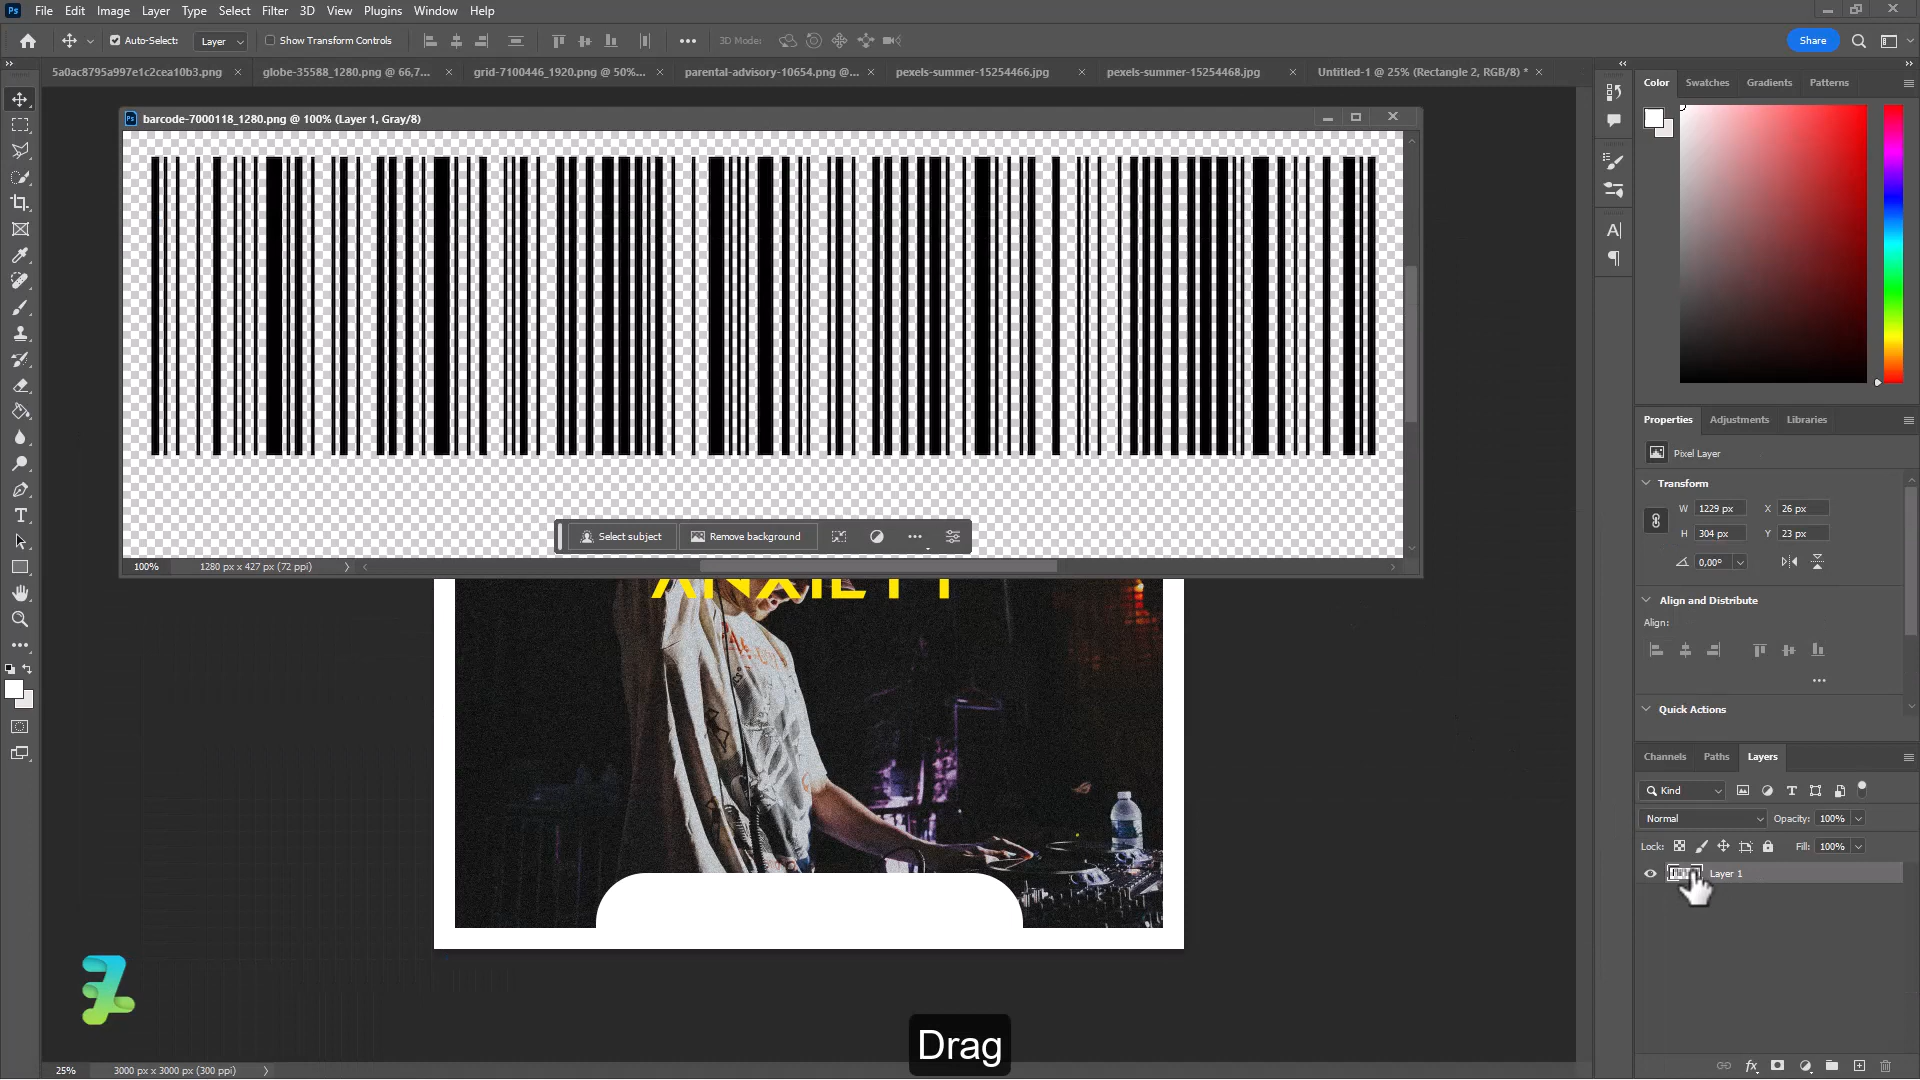 Ps File Edit Image Layer Type Select Filter 3D View Plugins Window Help
Auto-Select: Layer Show Transform Controls 3D Mode: Share
5a0ac8795a997e1c2cea10b3.png globe-35588_1280.png @ 66,7... grid-7100446_1920.png @ 50%... parental-advisory-10654.png @... pexels-summer-15254466.jpg pexels-summer-15254468.jpg Untitled-1 @ 25% (Rectangle 2, RGB/8) *
Color Swatches Gradients Patterns
Ps barcode-7000118_1280.png @ 100% (Layer 1, Gray/8)
Properties Adjustments Libraries
Pixel Layer
Transform
W 1229 px X 26 px
H 304 px Y 23 px
0,00°
Select subject Remove background
100% 1280 px x 427 px (72 ppi)
ANXIETY
Align and Distribute
Align:
Quick Actions
Channels Paths Layers
Kind
Normal Opacity: 100%
Lock: Fill: 100%
Layer 1
Drag
25% 3000 px x 3000 px (300 ppi)